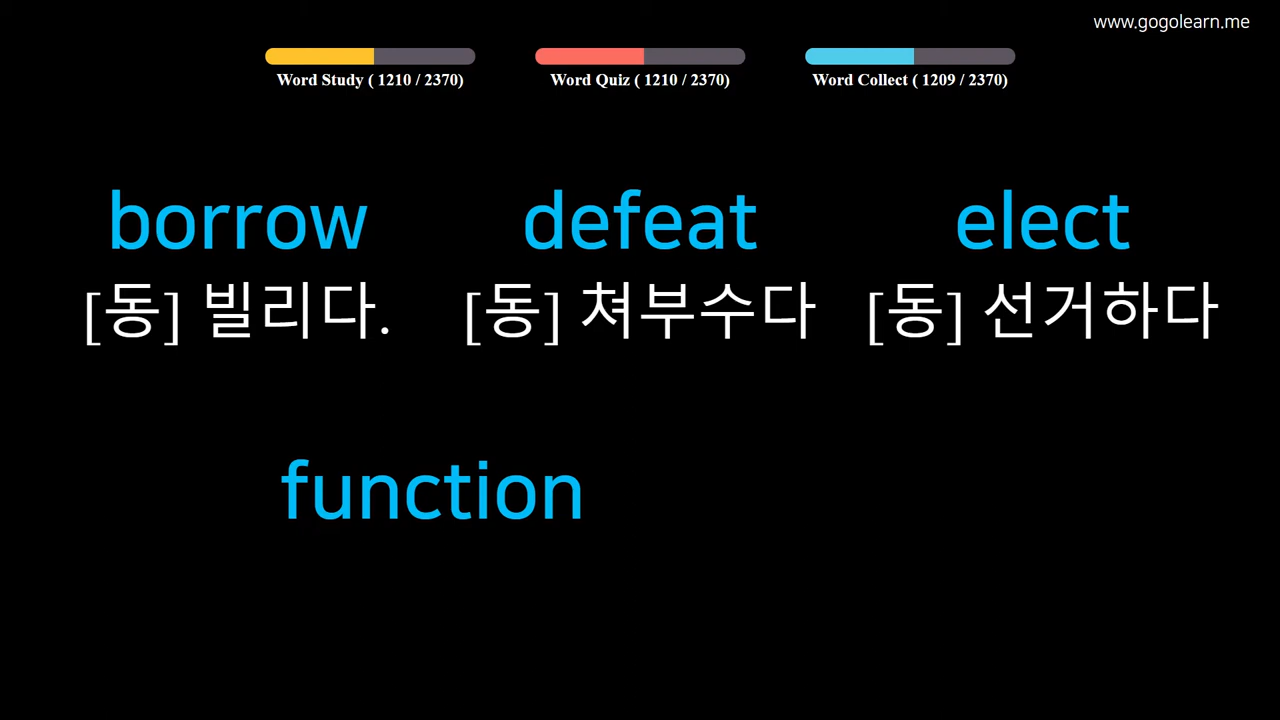 www.gogolearn.me
Word Study ( 1210 / 2370)
Word Quiz ( 1210 / 2370)
Word Collect ( 1209 / 2370)
borrow
defeat
elect
[동] 빌리다.
[동] 쳐부수다
[동] 선거하다
function